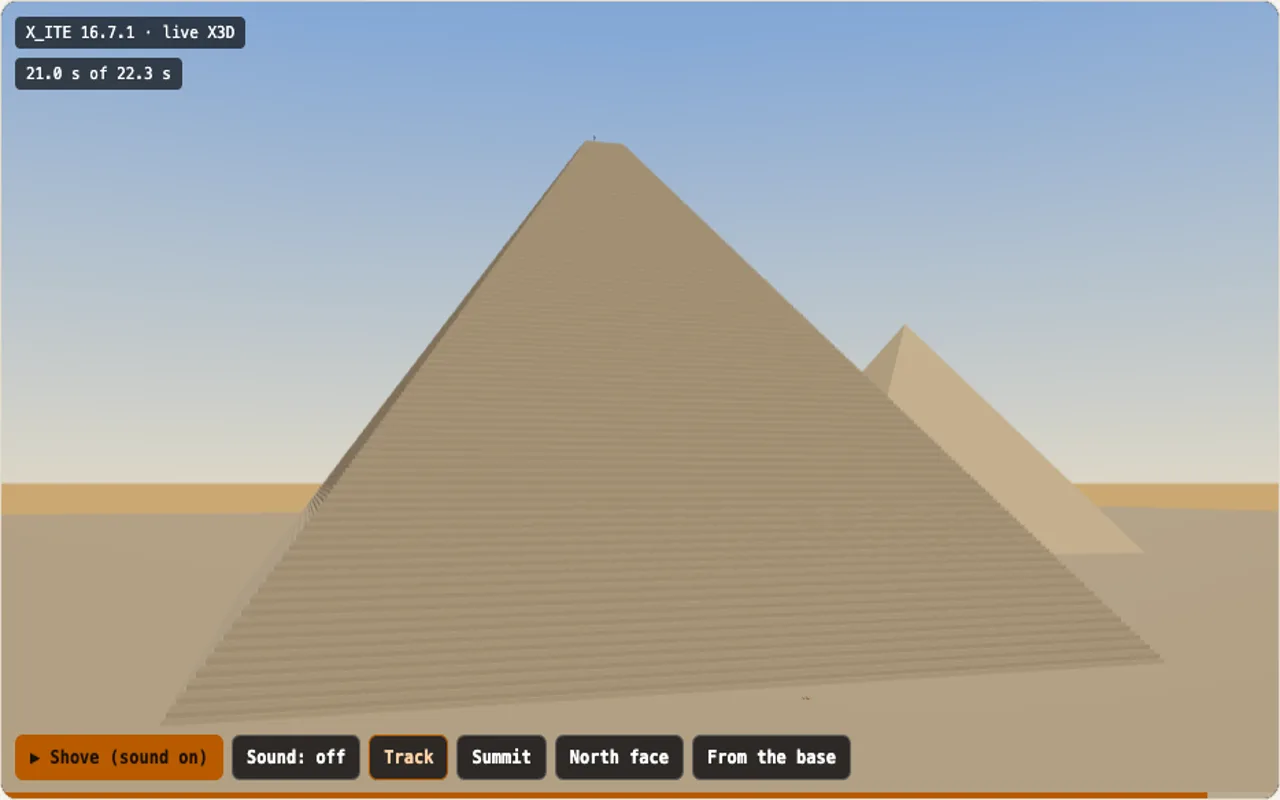 X_ITE 16.7.1 · live X3D
21.0 s of 22.3 s
▶ Shove (sound on) Sound: off Track Summit North face From the base